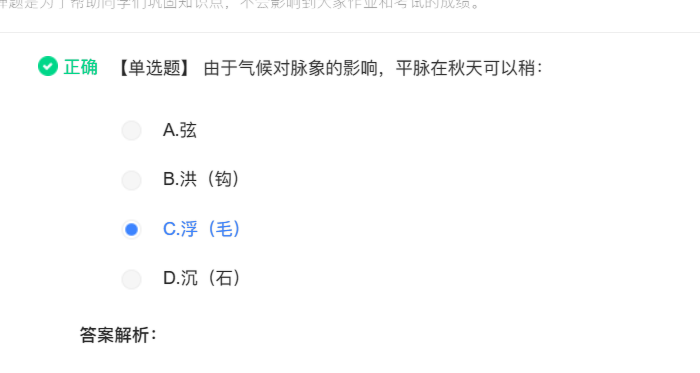 弹题是为了帮助同学们巩固知识点，不会影响到大家作业和考试的成绩。
正确 【单选题】 由于气候对脉象的影响，平脉在秋天可以稍：
A.弦
B.洪（钩）
C.浮（毛）
D.沉（石）
答案解析：